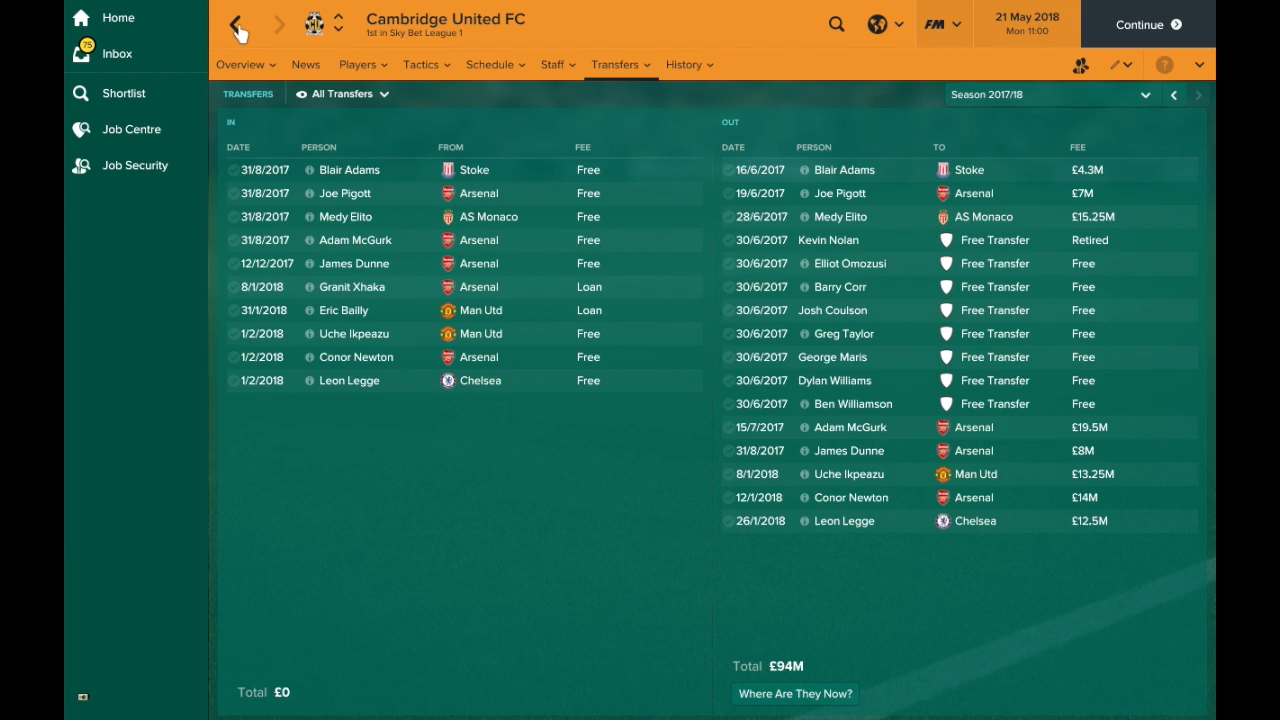 Home
75
Inbox
Shortlist
Job Centre
Job Security
Cambridge United FC
1st in Sky Bet League 1
FM
21 May 2018
Mon 11:00
Continue
Overview News Players Tactics Schedule Staff Transfers History
?
TRANSFERS All Transfers Season 2017/18
IN
DATE PERSON FROM FEE
31/8/2017 Blair Adams Stoke Free
31/8/2017 Joe Pigott Arsenal Free
31/8/2017 Medy Elito AS Monaco Free
31/8/2017 Adam McGurk Arsenal Free
12/12/2017 James Dunne Arsenal Free
8/1/2018 Granit Xhaka Arsenal Loan
31/1/2018 Eric Bailly Man Utd Loan
1/2/2018 Uche Ikpeazu Man Utd Free
1/2/2018 Conor Newton Arsenal Free
1/2/2018 Leon Legge Chelsea Free
Total £0
OUT
DATE PERSON TO FEE
16/6/2017 Blair Adams Stoke £4.3M
19/6/2017 Joe Pigott Arsenal £7M
28/6/2017 Medy Elito AS Monaco £15.25M
30/6/2017 Kevin Nolan Free Transfer Retired
30/6/2017 Elliot Omozusi Free Transfer Free
30/6/2017 Barry Corr Free Transfer Free
30/6/2017 Josh Coulson Free Transfer Free
30/6/2017 Greg Taylor Free Transfer Free
30/6/2017 George Maris Free Transfer Free
30/6/2017 Dylan Williams Free Transfer Free
30/6/2017 Ben Williamson Free Transfer Free
15/7/2017 Adam McGurk Arsenal £19.5M
31/8/2017 James Dunne Arsenal £8M
8/1/2018 Uche Ikpeazu Man Utd £13.25M
12/1/2018 Conor Newton Arsenal £14M
26/1/2018 Leon Legge Chelsea £12.5M
Total £94M
Where Are They Now?